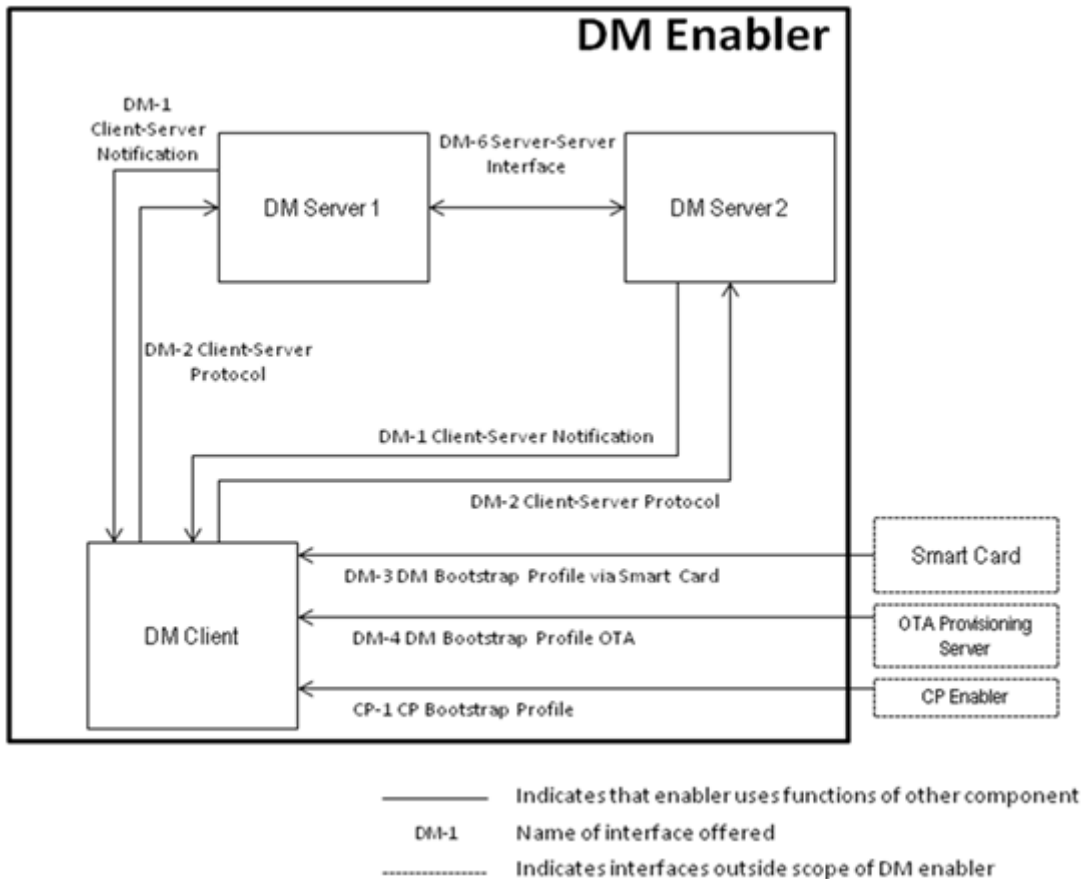 DM Enabler
DM-1
Client-Server
Notification
DM-6 Server-Server
Interface
DM Server 1
DM Server 2
DM-2 Client-Server
Protocol
DM-1 Client-Server Notification
DM-2 Client-Server Protocol
Smart Card
DM-3 DM Bootstrap Profile via Smart Card
DM Client
OTA Provisioning
Server
DM-4 DM Bootstrap Profile OTA
CP Enabler
CP-1 CP Bootstrap Profile
Indicates that enabler uses functions of other component
DM-1 Name of interface offered
Indicates interfaces outside scope of DM enabler